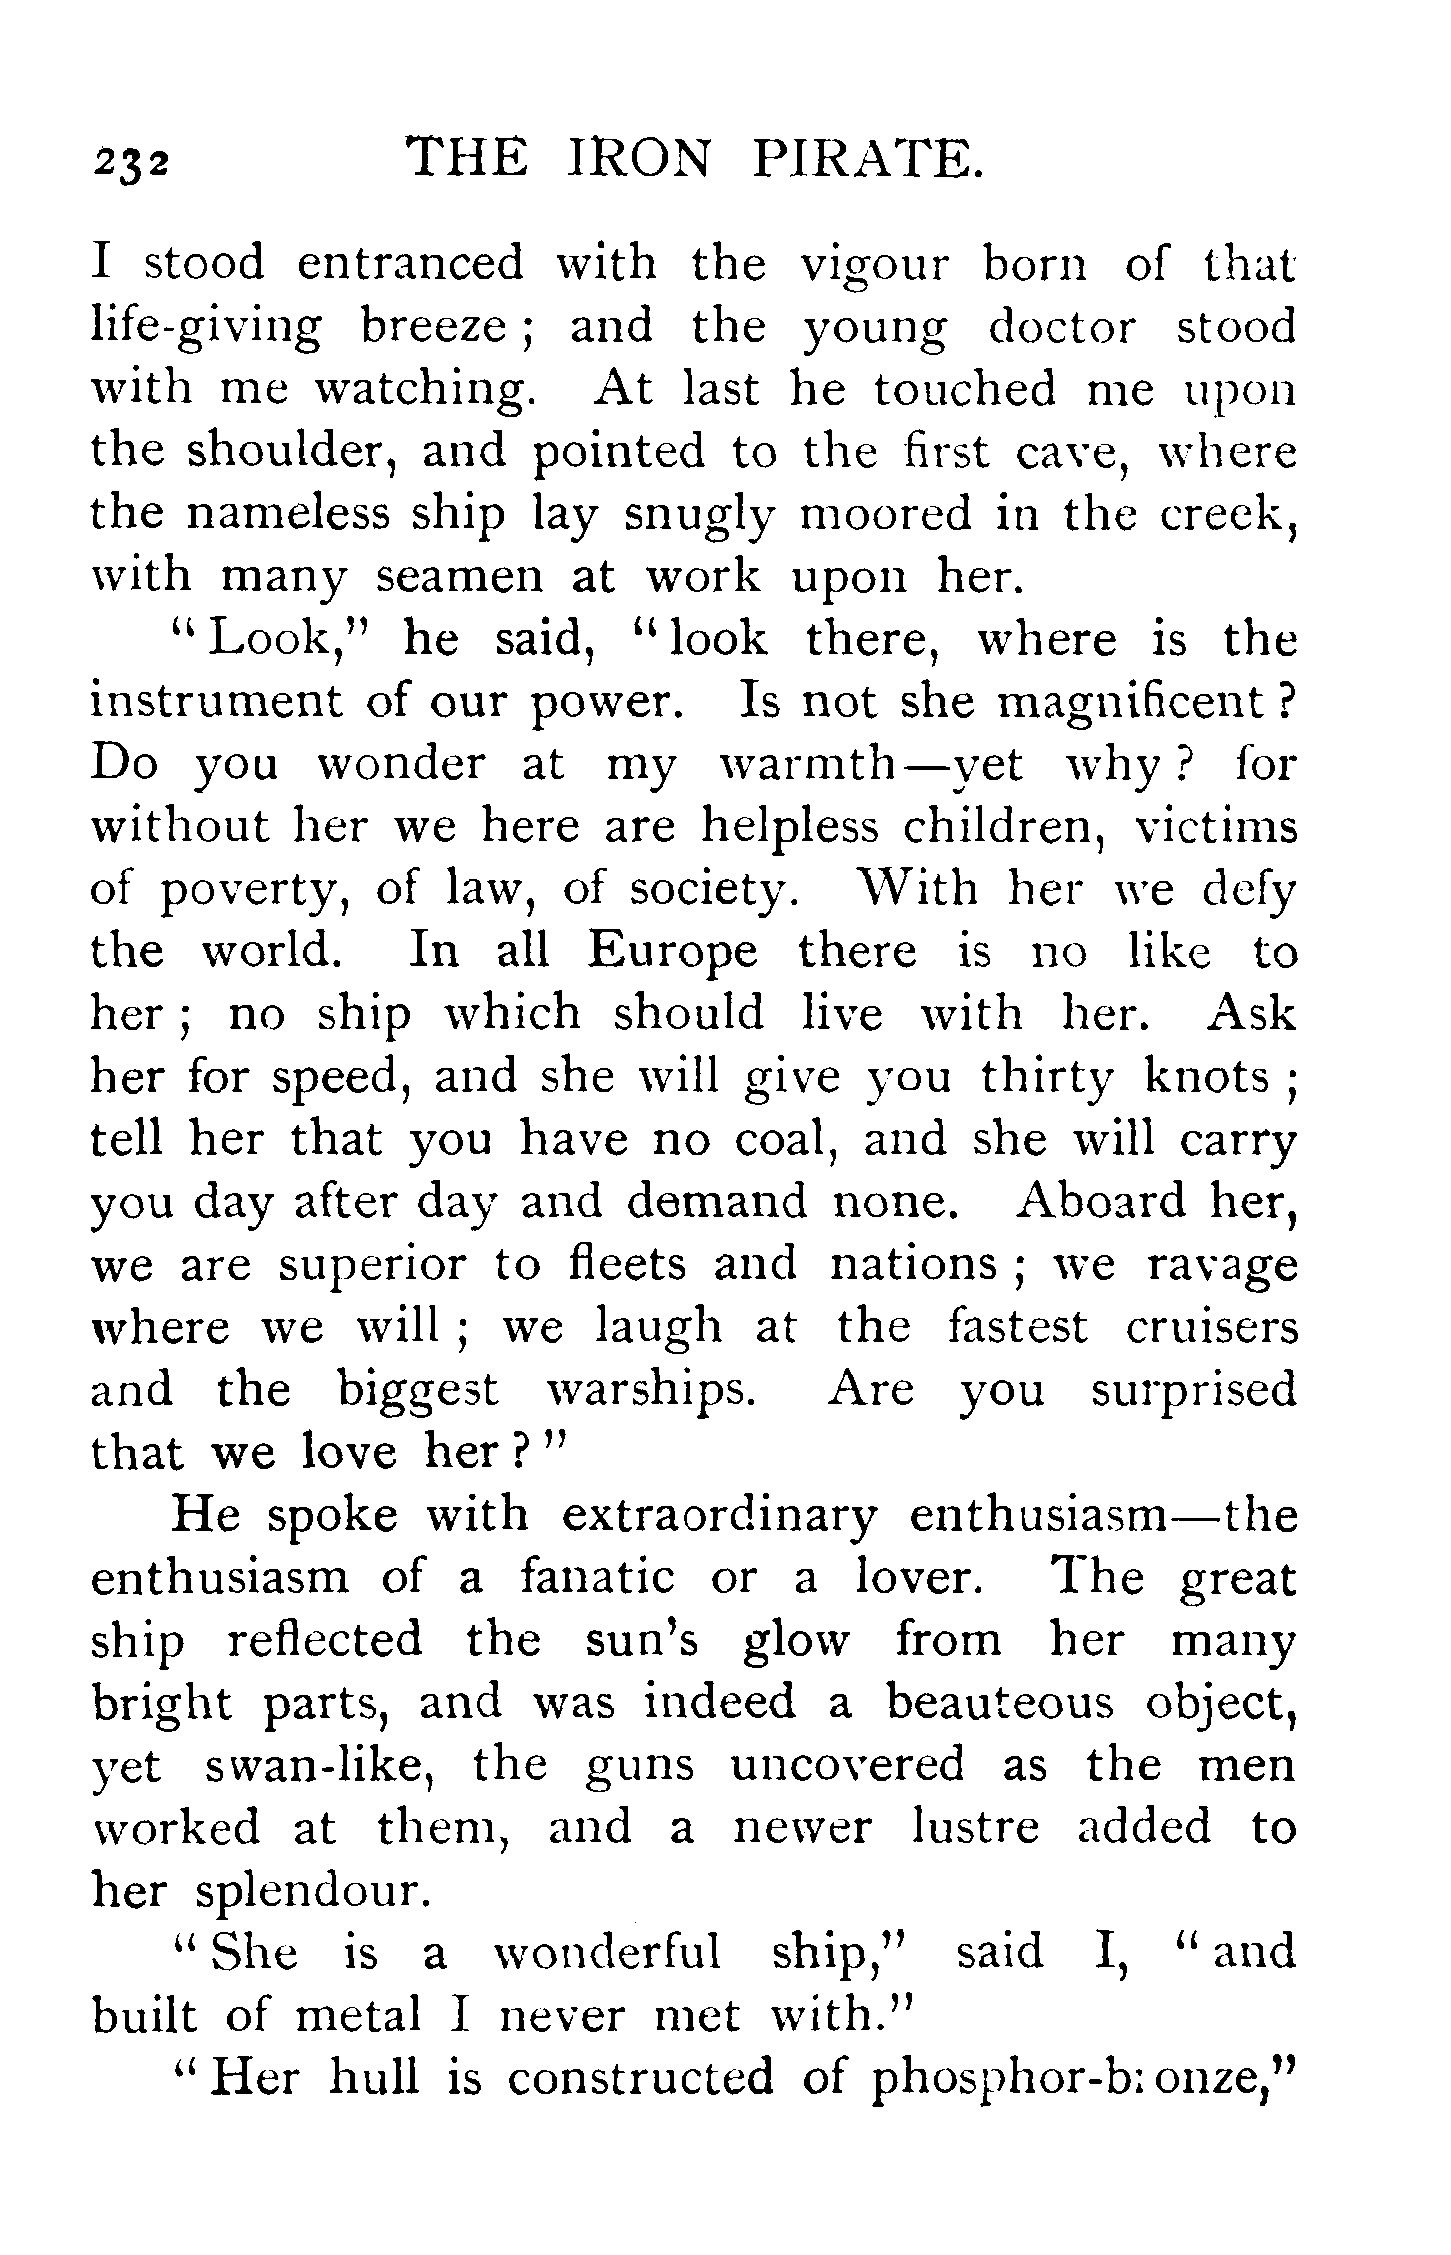 232 THE IRON PIRATE.
I stood entranced with the vigour born of that
life-giving breeze ; and the young doctor stood
with me watching. At last he touched me upon
the shoulder, and pointed to the first cave, where
the nameless ship lay snugly moored in the creek,
with many seamen at work upon her.
“ Look,” he said, “ look there, where is the
instrument of our power. Is not she magnificent ?
Do you wonder at my warmth—yet why ? for
without her we here are helpless children, victims
of poverty, of law, of society. With her we defy
the world. In all Europe there is no like to
her ; no ship which should live with her. Ask
her for speed, and she will give you thirty knots ;
tell her that you have no coal, and she will carry
you day after day and demand none. Aboard her,
we are superior to fleets and nations ; we ravage
where we will ; we laugh at the fastest cruisers
and the biggest warships. Are you surprised
that we love her ? ”
He spoke with extraordinary enthusiasm—the
enthusiasm of a fanatic or a lover. The great
ship reflected the sun’s glow from her many
bright parts, and was indeed a beauteous object,
yet swan-like, the guns uncovered as the men
worked at them, and a newer lustre added to
her splendour.
“ She is a wonderful ship,” said I, “ and
built of metal I never met with.”
“ Her hull is constructed of phosphor-bronze,”